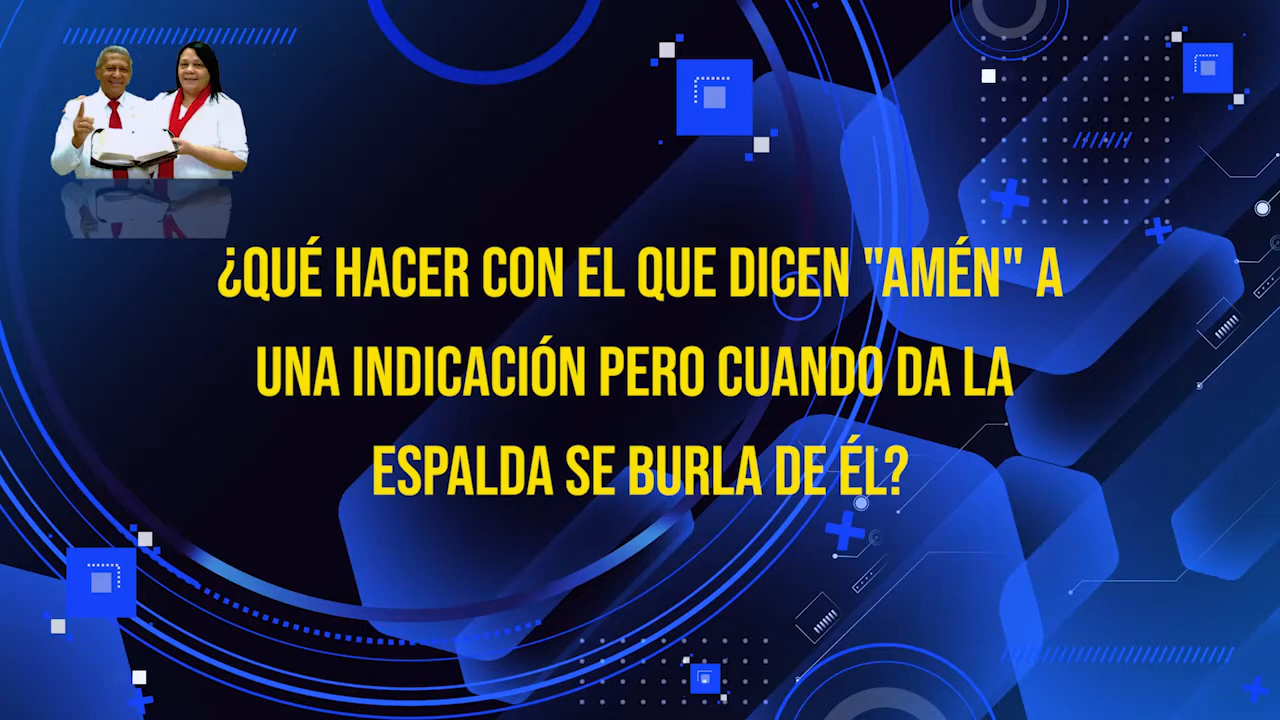 ¿QUÉ HACER CON EL QUE DICEN "AMÉN" A
UNA INDICACIÓN PERO CUANDO DA LA
ESPALDA SE BURLA DE ÉL?